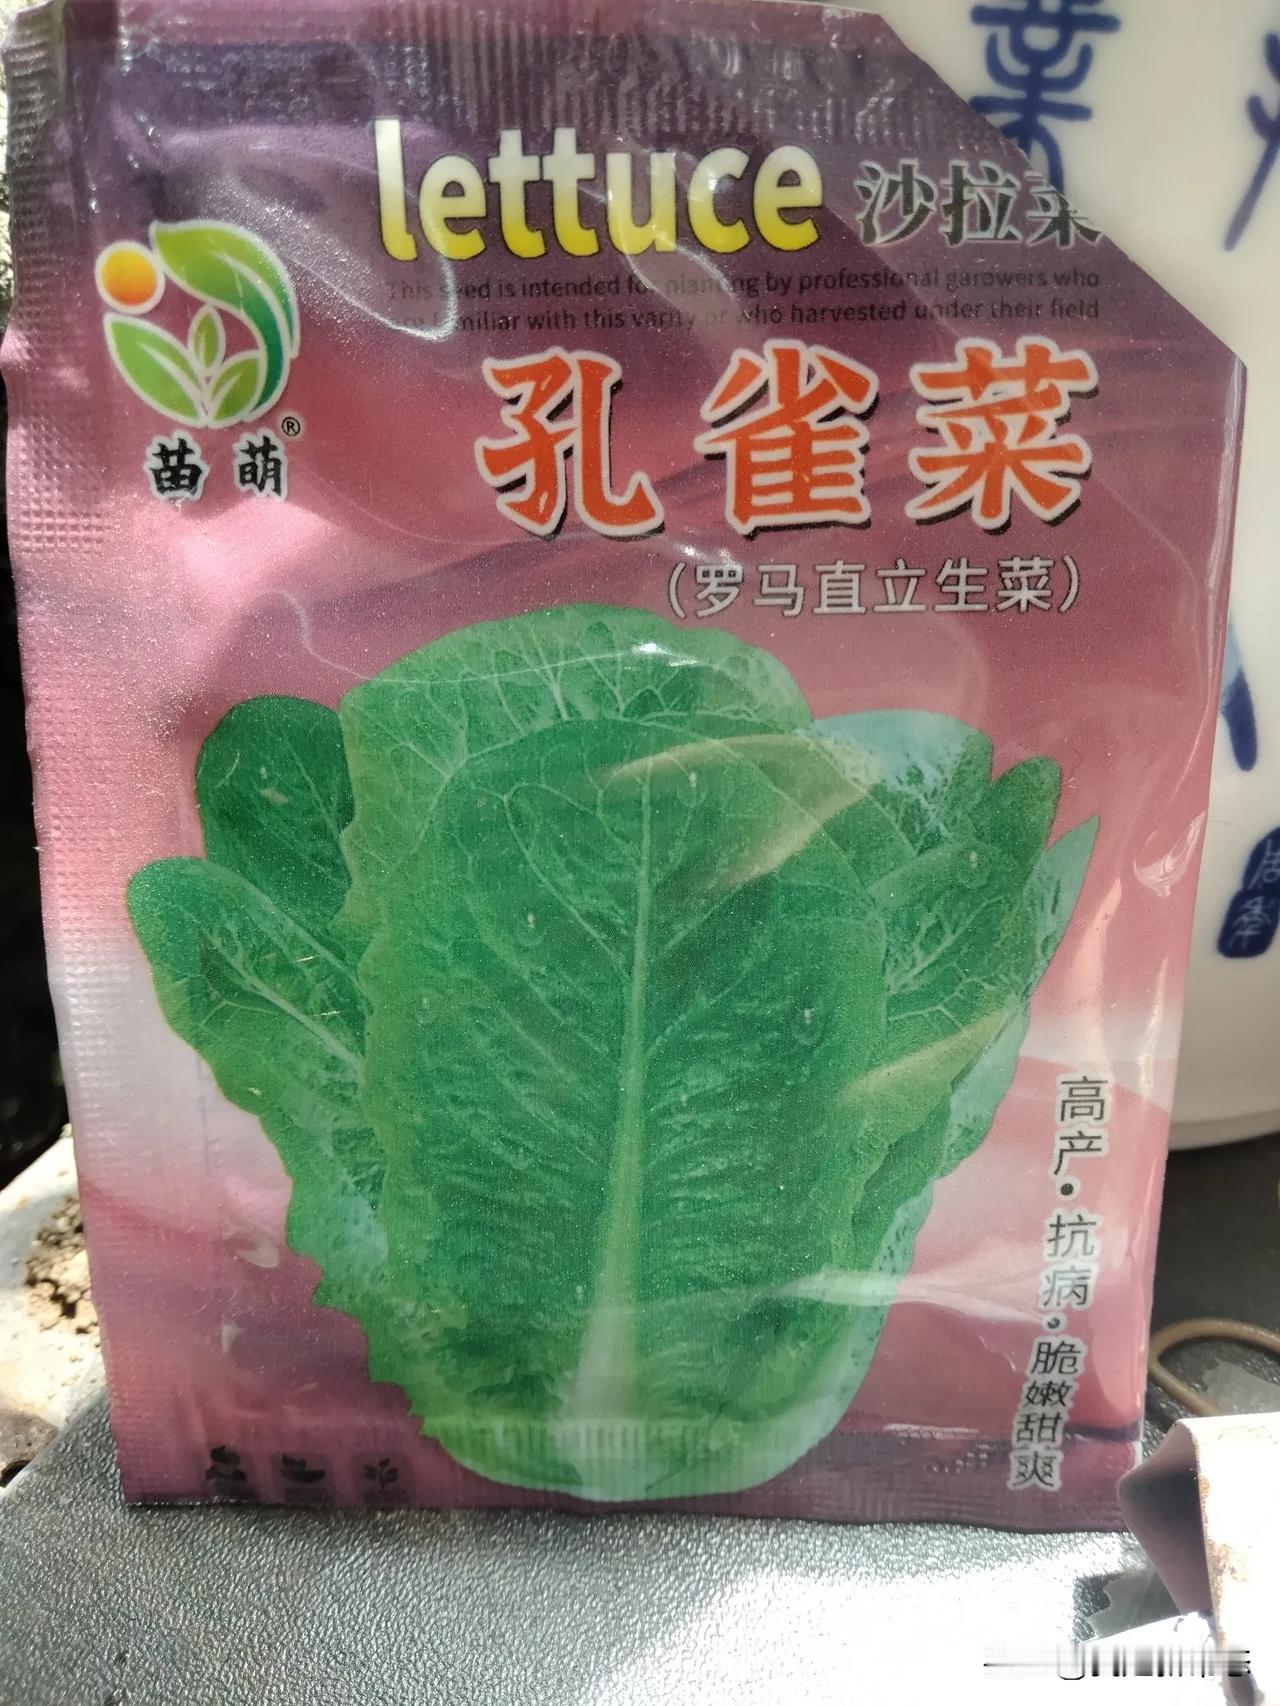 lettuce 沙拉菜
This seed is intended for planting by professional garowers who
are familiar with this varity or who harvested under their field
苗萌®
孔雀菜
(罗马直立生菜)
高产·抗病·脆嫩甜爽